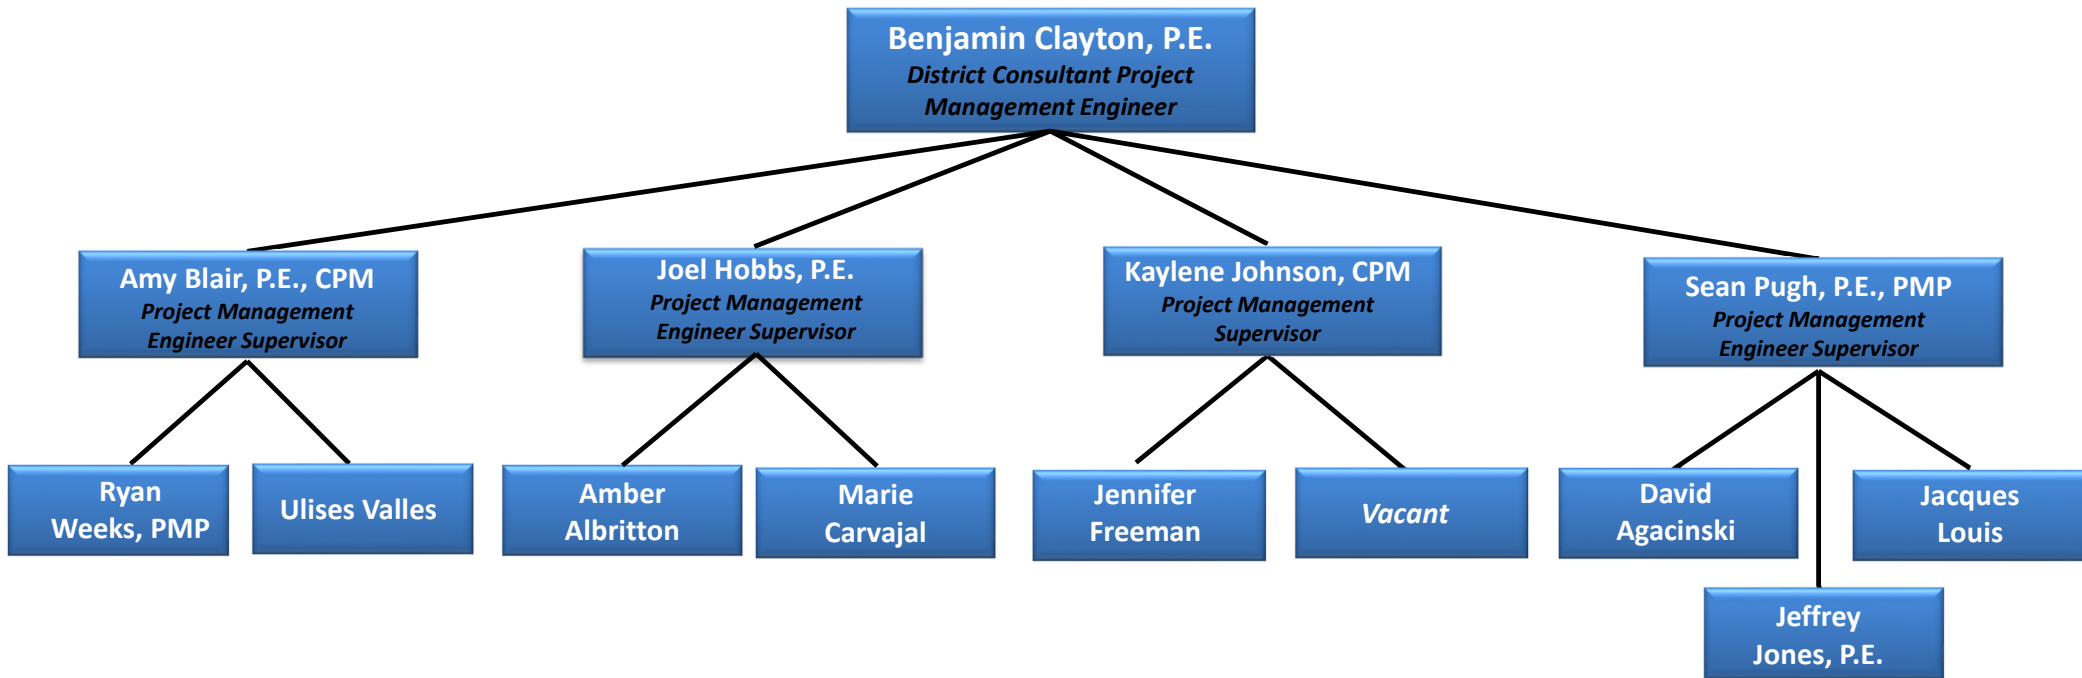 Benjamin Clayton, P.E.
District Consultant Project
Management Engineer
Amy Blair, P.E., CPM
Project Management
Engineer Supervisor
Joel Hobbs, P.E.
Project Management
Engineer Supervisor
Kaylene Johnson, CPM
Project Management
Supervisor
Sean Pugh, P.E., PMP
Project Management
Engineer Supervisor
Ryan
Weeks, PMP
Ulises Valles
Amber
Albritton
Marie
Carvajal
Jennifer
Freeman
Vacant
David
Agacinski
Jacques
Louis
Jeffrey
Jones, P.E.